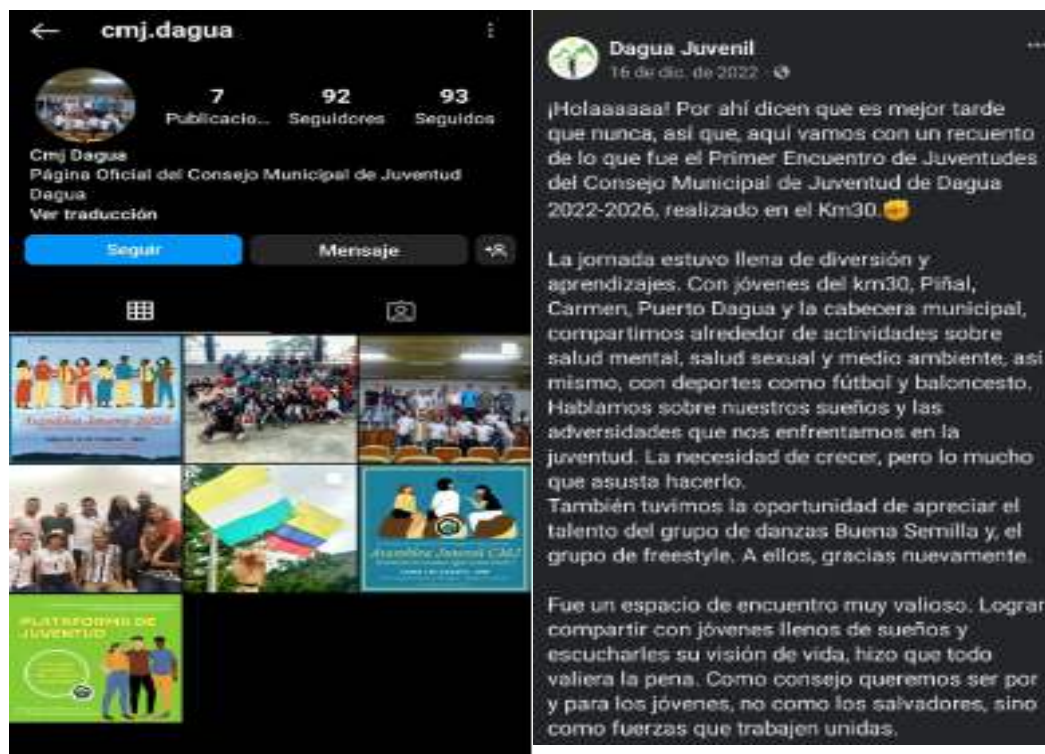 cmj.dagua
7
92
93
Publicacio...
Seguidores
Seguidos
Cmj Dagua
Página Oficial del Consejo Municipal de Juventud
Dagua
Ver traducción
Seguir
Mensaje
Asamblea Juvenil
Asamblea Juvenil CMJ
PLATAFORMA DE
JUVENTUD
Dagua Juvenil
16 de dic. de 2022
¡Holaaaaaa! Por ahí dicen que es mejor tarde
que nunca, así que, aquí vamos con un recuento
de lo que fue el Primer Encuentro de Juventudes
del Consejo Municipal de Juventud de Dagua
2022-2026, realizado en el Km30.
La jornada estuvo llena de diversión y
aprendizajes. Con jóvenes del km30, Piñal,
Carmen, Puerto Dagua y la cabecera municipal,
compartimos alrededor de actividades sobre
salud mental, salud sexual y medio ambiente, así
mismo, con deportes como fútbol y baloncesto.
Hablamos sobre nuestros sueños y las
adversidades que nos enfrentamos en la
juventud. La necesidad de crecer, pero lo mucho
que asusta hacerlo.
También tuvimos la oportunidad de apreciar el
talento del grupo de danzas Buena Semilla y, el
grupo de freestyle. A ellos, gracias nuevamente.
Fue un espacio de encuentro muy valioso. Lograr
compartir con jóvenes llenos de sueños y
escucharles su visión de vida, hizo que todo
valiera la pena. Como consejo queremos ser por
y para los jóvenes, no como los salvadores, sino
como fuerzas que trabajen unidas.